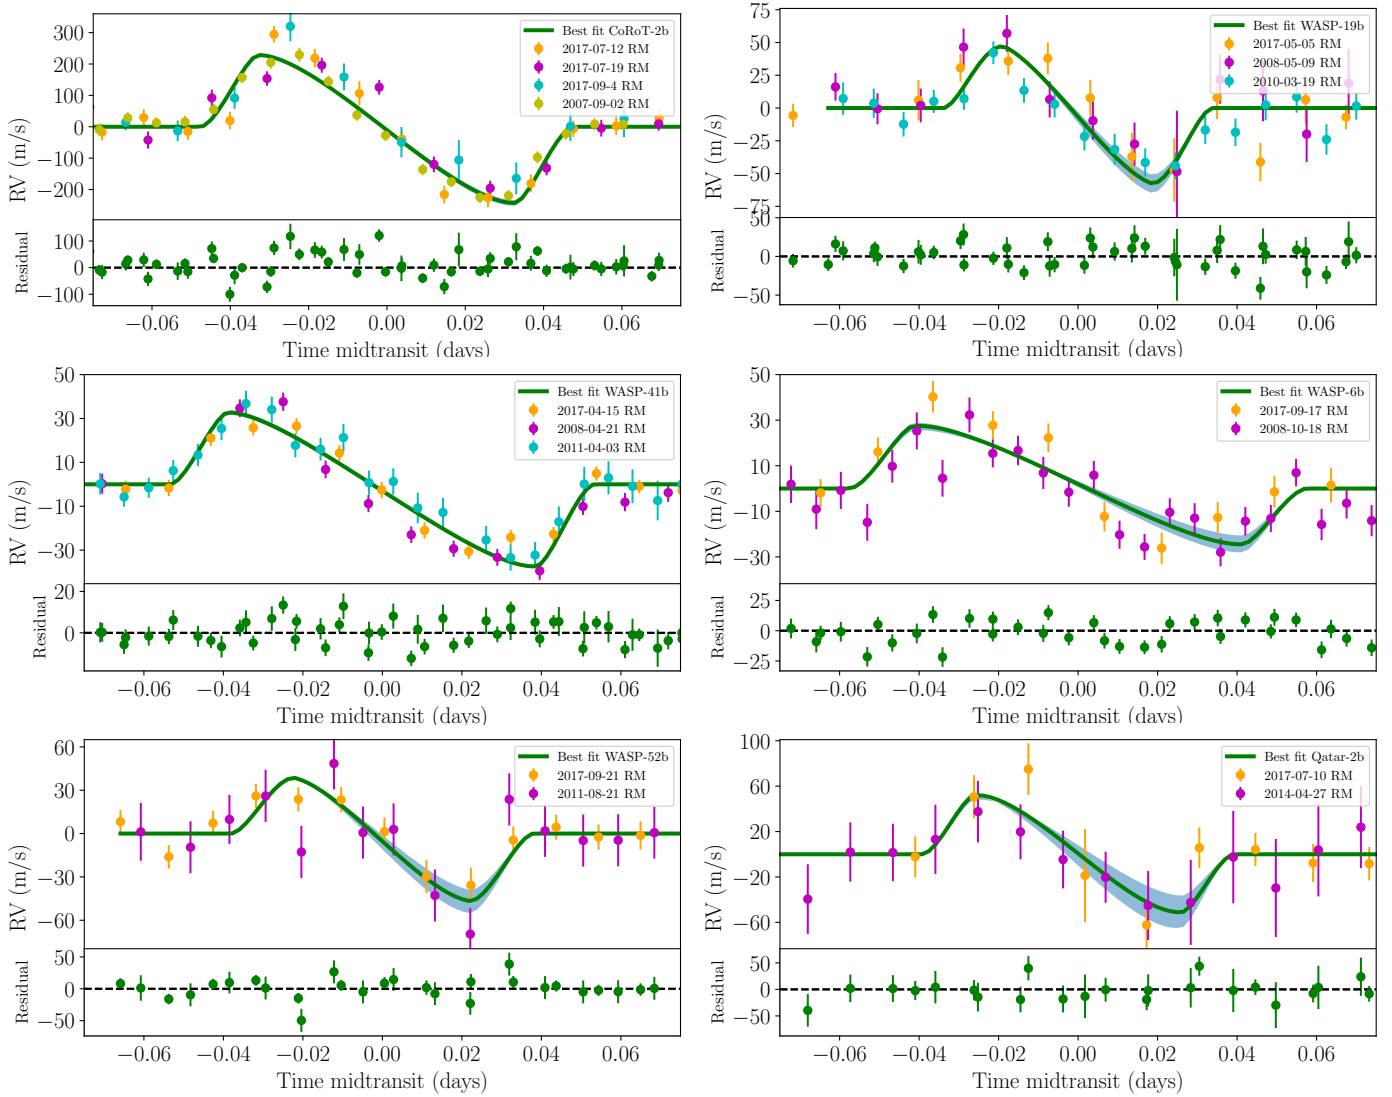 300
200
100
0
−100
−200
RV (m/s)
Best fit CoRoT-2b
2017-07-12 RM
2017-07-19 RM
2017-09-4 RM
2007-09-02 RM
100
0
−100
Residual
−0.06 −0.04 −0.02 0.00 0.02 0.04 0.06
Time midtransit (days)
75
50
25
0
−25
−50
−75
RV (m/s)
Best fit WASP-19b
2017-05-05 RM
2008-05-09 RM
2010-03-19 RM
50
0
−50
Residual
−0.06 −0.04 −0.02 0.00 0.02 0.04 0.06
Time midtransit (days)
50
30
10
−10
−30
RV (m/s)
Best fit WASP-41b
2017-04-15 RM
2008-04-21 RM
2011-04-03 RM
20
0
Residual
−0.06 −0.04 −0.02 0.00 0.02 0.04 0.06
Time midtransit (days)
50
30
10
−10
−30
RV (m/s)
Best fit WASP-6b
2017-09-17 RM
2008-10-18 RM
25
0
−25
Residual
−0.06 −0.04 −0.02 0.00 0.02 0.04 0.06
Time midtransit (days)
60
30
0
−30
−60
RV (m/s)
Best fit WASP-52b
2017-09-21 RM
2011-08-21 RM
50
0
−50
Residual
−0.06 −0.04 −0.02 0.00 0.02 0.04 0.06
Time midtransit (days)
100
60
20
−20
−60
RV (m/s)
Best fit Qatar-2b
2017-07-10 RM
2014-04-27 RM
50
0
−50
Residual
−0.06 −0.04 −0.02 0.00 0.02 0.04 0.06
Time midtransit (days)